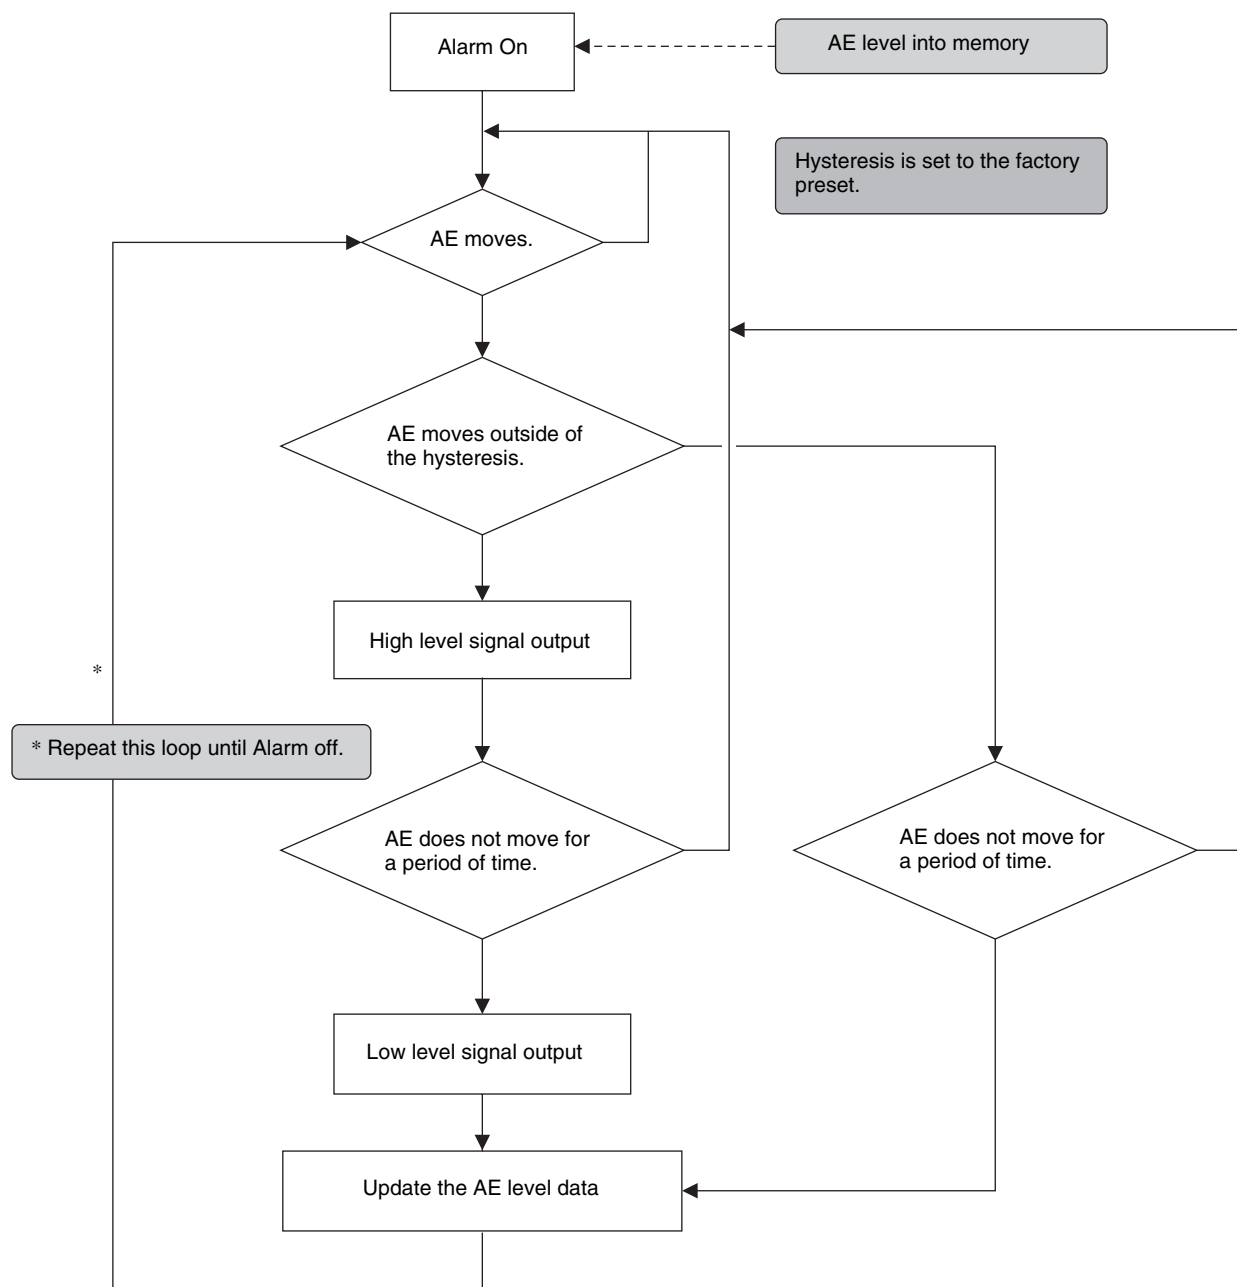 Alarm On
AE level into memory
Hysteresis is set to the factory
preset.
AE moves.
AE moves outside of
the hysteresis.
High level signal output
*
* Repeat this loop until Alarm off.
AE does not move for
a period of time.
AE does not move for
a period of time.
Low level signal output
Update the AE level data